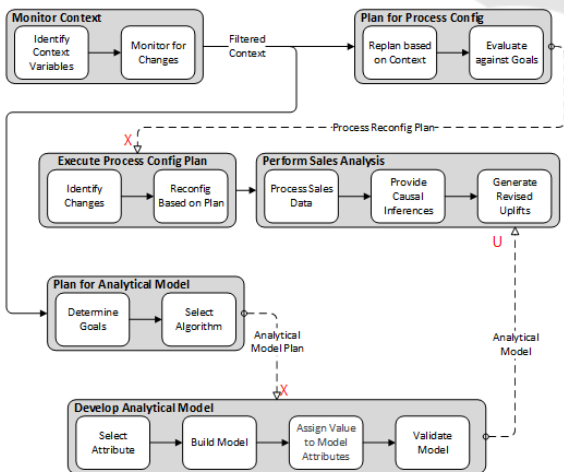 Monitor Context
Identify
Context
Variables
Monitor for
Changes
Filtered
Context
Plan for Process Config
Replan based
on Context
Evaluate
against Goals
Process Reconfig Plan
X
Execute Process Config Plan
Identify
Changes
Reconfig
Based on Plan
Perform Sales Analysis
Process Sales
Data
Provide
Causal
Inferences
Generate
Revised
Uplifts
U
Plan for Analytical Model
Determine
Goals
Select
Algorithm
Analytical
Model Plan
Analytical
Model
X
Develop Analytical Model
Select
Attribute
Build Model
Assign Value
to Model
Attributes
Validate
Model